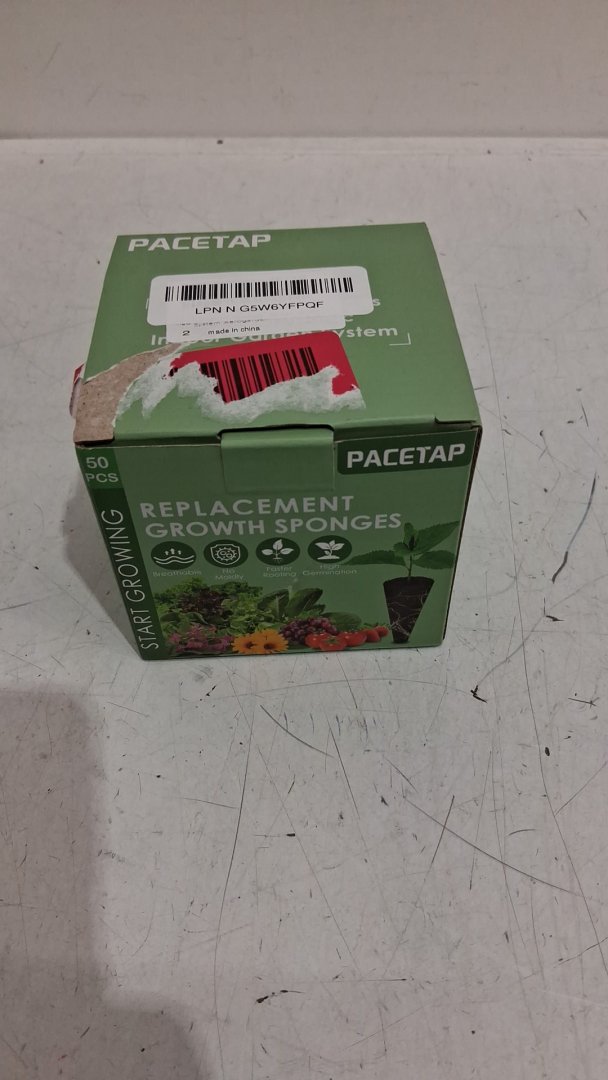 PACETAP
LPN N G5W6YFPQF
2 made in china
Indoor Garden System
PACETAP
50
PCS
START GROWING
REPLACEMENT
GROWTH SPONGES
Breathable
No
Moldly
Faster
Rooting
High
Germination